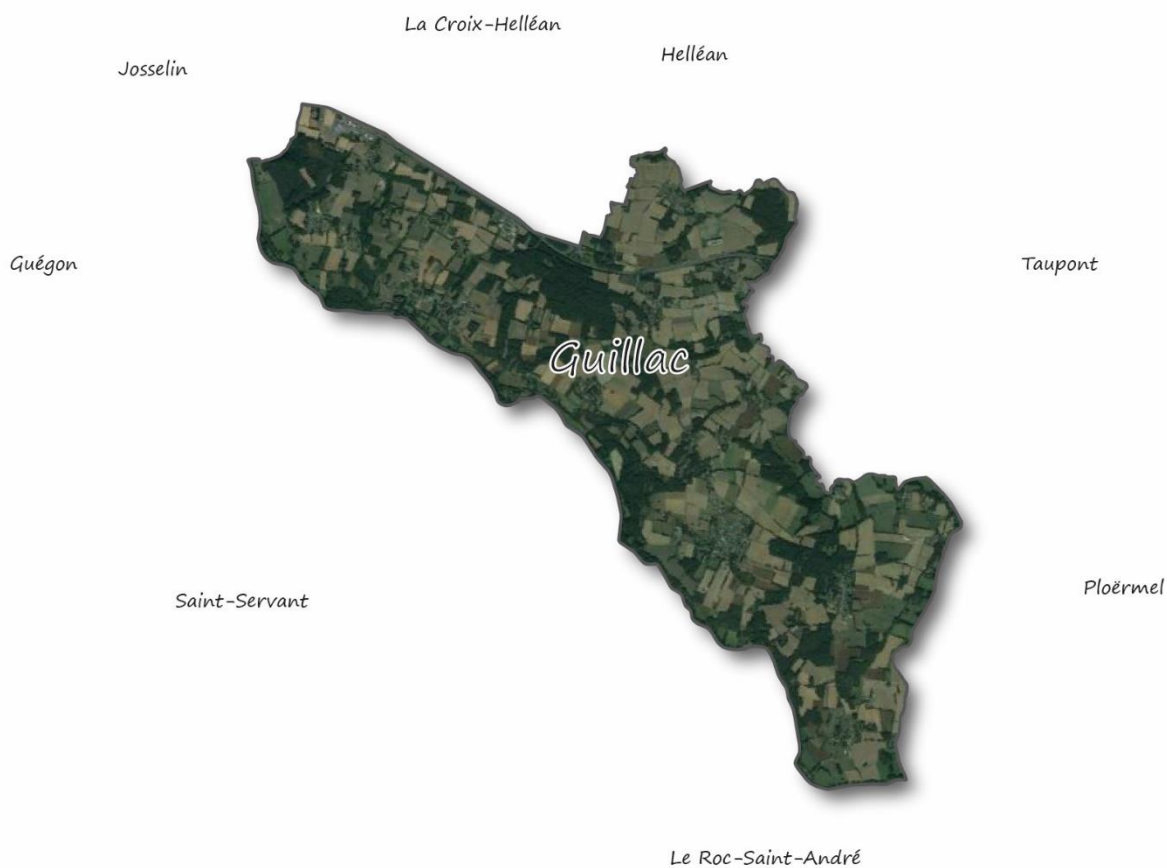 La Croix-Helléan
Helléan
Josselin
Guégon
Taupont
Guillac
Ploërmel
Saint-Servant
Le Roc-Saint-André